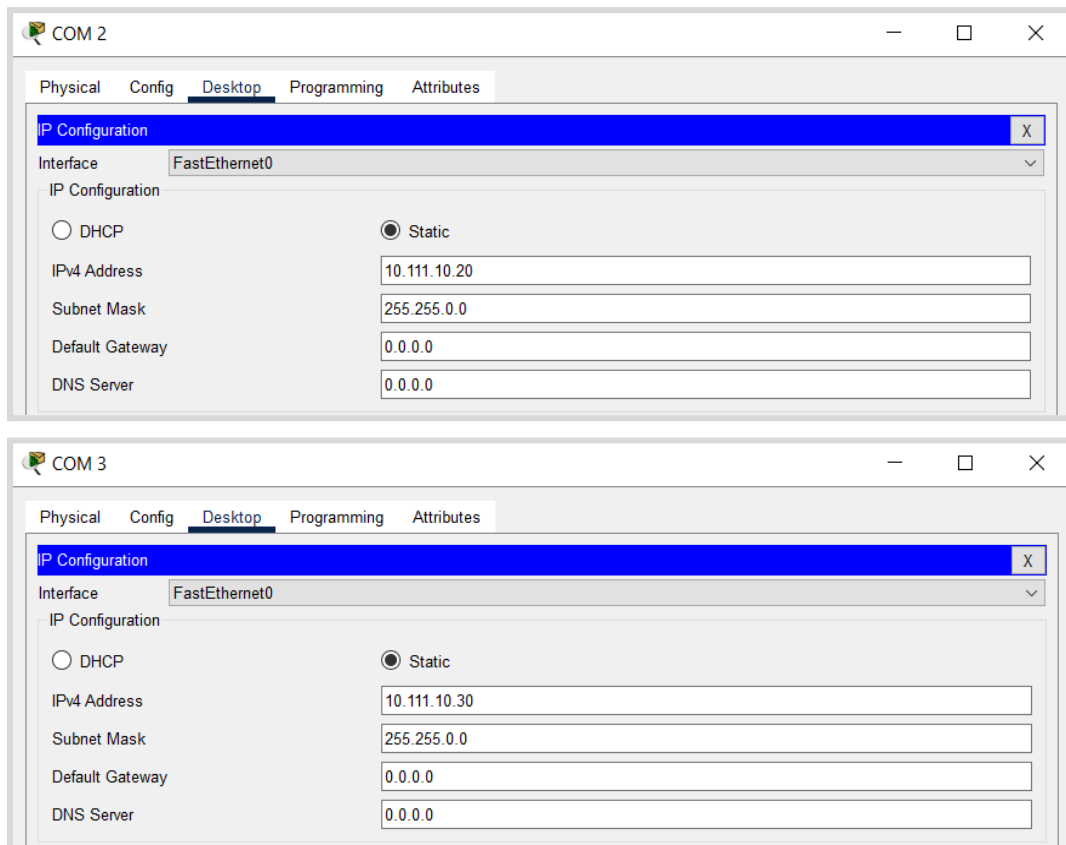 COM 2
Physical Config Desktop Programming Attributes
IP Configuration X
Interface FastEthernet0
IP Configuration
DHCP Static
IPv4 Address 10.111.10.20
Subnet Mask 255.255.0.0
Default Gateway 0.0.0.0
DNS Server 0.0.0.0
COM 3
Physical Config Desktop Programming Attributes
IP Configuration X
Interface FastEthernet0
IP Configuration
DHCP Static
IPv4 Address 10.111.10.30
Subnet Mask 255.255.0.0
Default Gateway 0.0.0.0
DNS Server 0.0.0.0